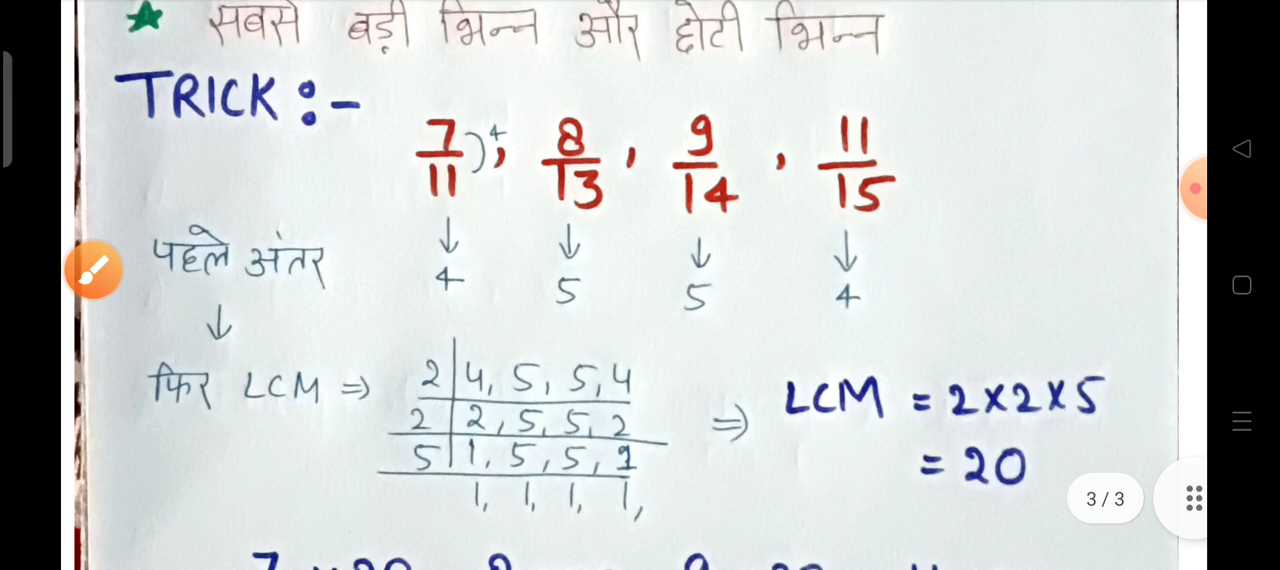 ★ सबसे बड़ी भिन्न और छोटी भिन्न
TRICK :-
7/11 )⁴, 8/13, 9/14, 11/15
↓ ↓ ↓ ↓
पहले अंतर 4 5 5 4
↓
फिर LCM ⇒ 2 | 4, 5, 5, 4
2 | 2, 5, 5, 2
5 | 1, 5, 5, 1
1, 1, 1, 1,
⇒ LCM = 2×2×5
= 20
3 / 3